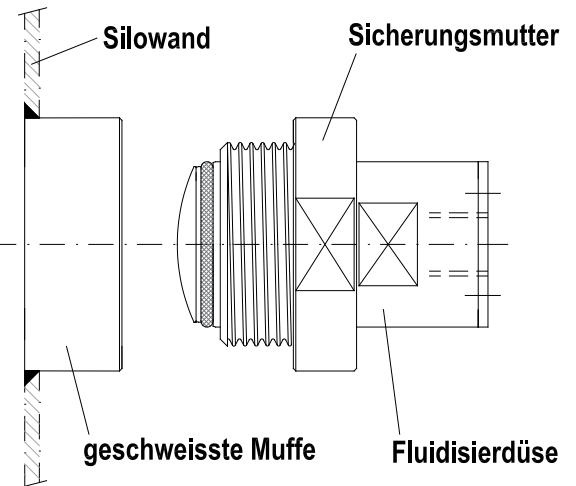 Silowand
Sicherungsmutter
geschweisste Muffe
Fluidisierdüse